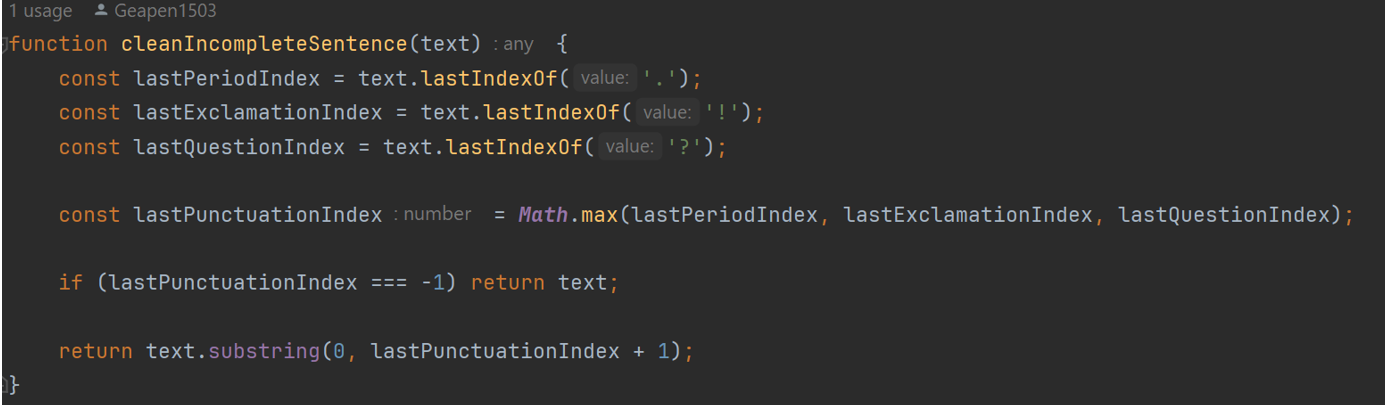 1 usage Geapen1503
function cleanIncompleteSentence(text) : any {
const lastPeriodIndex = text.lastIndexOf( value: '.');
const lastExclamationIndex = text.lastIndexOf( value: '!');
const lastQuestionIndex = text.lastIndexOf( value: '?');
const lastPunctuationIndex : number = Math.max(lastPeriodIndex, lastExclamationIndex, lastQuestionIndex);
if (lastPunctuationIndex === -1) return text;
return text.substring(0, lastPunctuationIndex + 1);
}